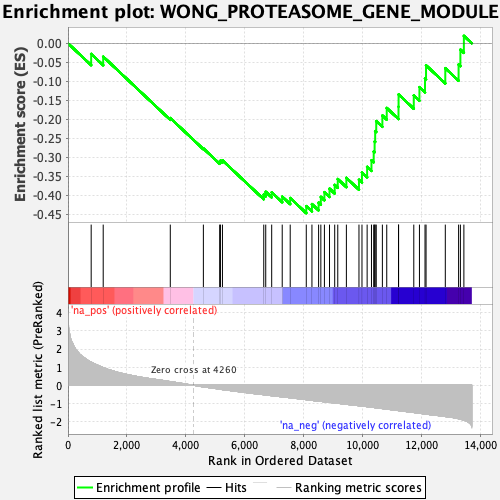 Enrichment plot: WONG_PROTEASOME_GENE_MODULE
Enrichment score (ES)
0.00
-0.05
-0.10
-0.15
-0.20
-0.25
-0.30
-0.35
-0.40
-0.45
'na_pos' (positively correlated)
Ranked list metric (PreRanked)
4
3
2
1
0
-1
-2
Zero cross at 4260
'na_neg' (negatively correlated)
0
2,000
4,000
6,000
8,000
10,000
12,000
14,000
Rank in Ordered Dataset
Enrichment profile
Hits
Ranking metric scores